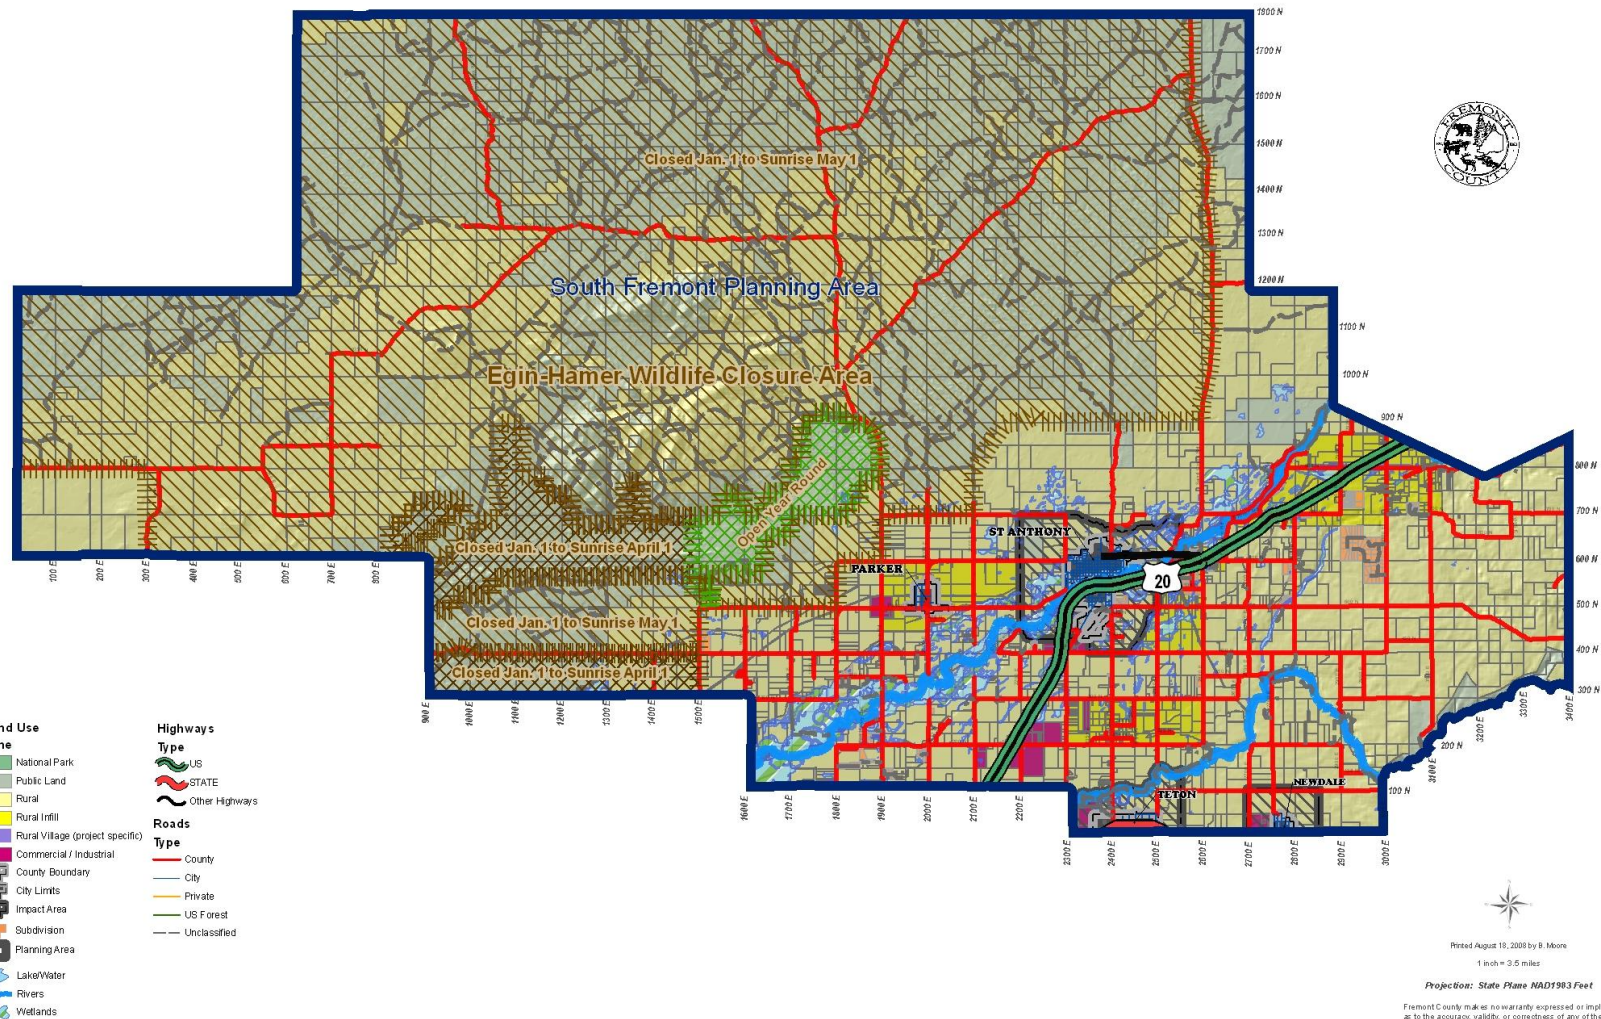 1800 N
1700 N
1600 N
1500 N
1400 N
1300 N
1200 N
1100 N
1000 N
900 N
800 N
700 N
600 N
500 N
400 N
300 N
200 N
100 N
FREMONT
COUNTY
Closed Jan. 1 to Sunrise May 1
South Fremont Planning Area
Egin-Hamer Wildlife Closure Area
Open Year Round
Closed Jan. 1 to Sunrise April 1
Closed Jan. 1 to Sunrise May 1
Closed Jan. 1 to Sunrise April 1
ST ANTHONY
PARKER
20
TETON
NEWDALE
100 E
200 E
300 E
400 E
500 E
600 E
700 E
800 E
900 E
1000 E
1100 E
1200 E
1300 E
1400 E
1500 E
1600 E
1700 E
1800 E
1900 E
2000 E
2100 E
2200 E
2300 E
2400 E
2500 E
2600 E
2700 E
2800 E
2900 E
3000 E
3100 E
3200 E
3300 E
3400 E
nd Use
ne
National Park
Public Land
Rural
Rural Infill
Rural Village (project specific)
Commercial / Industrial
County Boundary
City Limits
Impact Area
Subdivision
Planning Area
Lake/Water
Rivers
Wetlands
Highways
Type
US
STATE
Other Highways
Roads
Type
County
City
Private
US Forest
Unclassified
Printed August 18, 2008 by B. Moore
1 inch = 3.5 miles
Projection: State Plane NAD1983 Feet
Fremont County makes no warranty expressed or impl
as to the accuracy, validity, or correctness of any of the